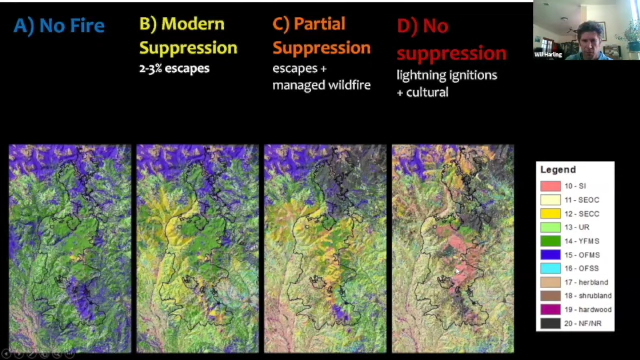 A) No Fire
B) Modern
Suppression
2-3% escapes
C) Partial
Suppression
escapes +
managed wildfire
D) No
suppression
lightning ignitions
+ cultural
Will Harling
Legend
10 - SI
11 - SEOC
12 - SECC
13 - UR
14 - YFMS
15 - OFMS
16 - OFSS
17 - herbland
18 - shrubland
19 - hardwood
20 - NF/NR